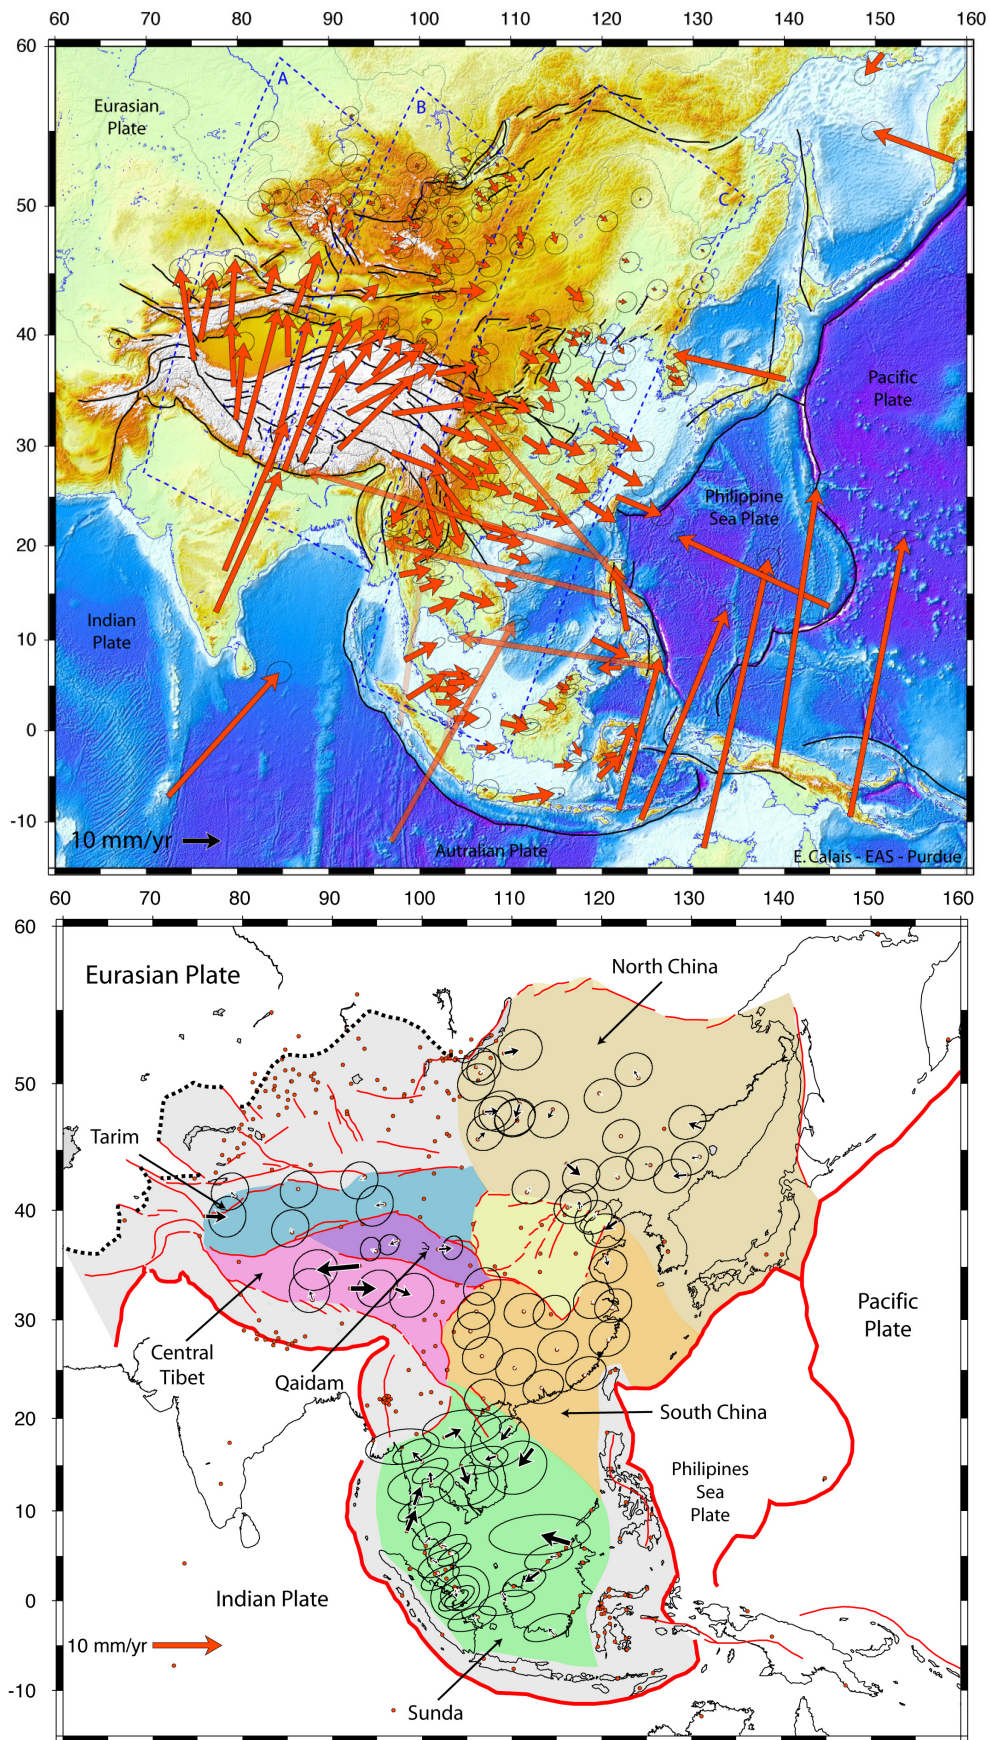 60 70 80 90 100 110 120 130 140 150 160
60
50
40
30
20
10
0
-10
A
B
C
Eurasian
Plate
Pacific
Plate
Philippine
Sea Plate
Indian
Plate
10 mm/yr
Autralian Plate
E. Calais - EAS - Purdue
60 70 80 90 100 110 120 130 140 150 160
60
50
40
30
20
10
0
-10
Eurasian Plate
North China
Tarim
Central
Tibet
Qaidam
Pacific
Plate
South China
Philipines
Sea
Plate
Indian Plate
10 mm/yr
Sunda